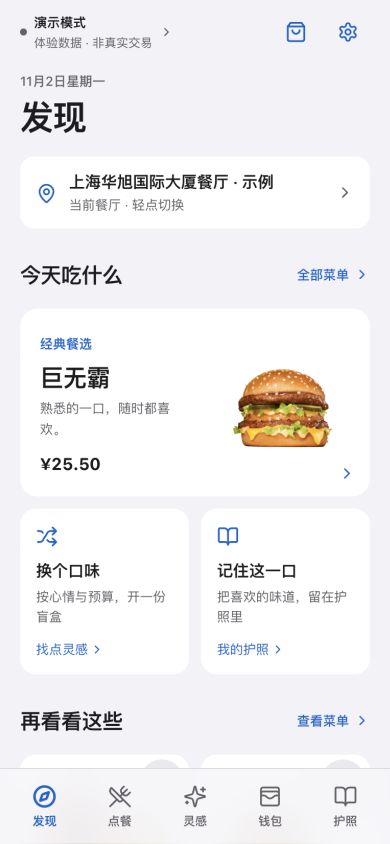 演示模式
体验数据 · 非真实交易
11月2日星期一
发现
上海华旭国际大厦餐厅 · 示例
当前餐厅 · 轻点切换
今天吃什么
全部菜单
经典餐选
巨无霸
熟悉的一口，随时都喜
欢。
¥25.50
换个口味
按心情与预算，开一份
盲盒
找点灵感
记住这一口
把喜欢的味道，留在护
照里
我的护照
再看看这些
查看菜单
发现
点餐
灵感
钱包
护照